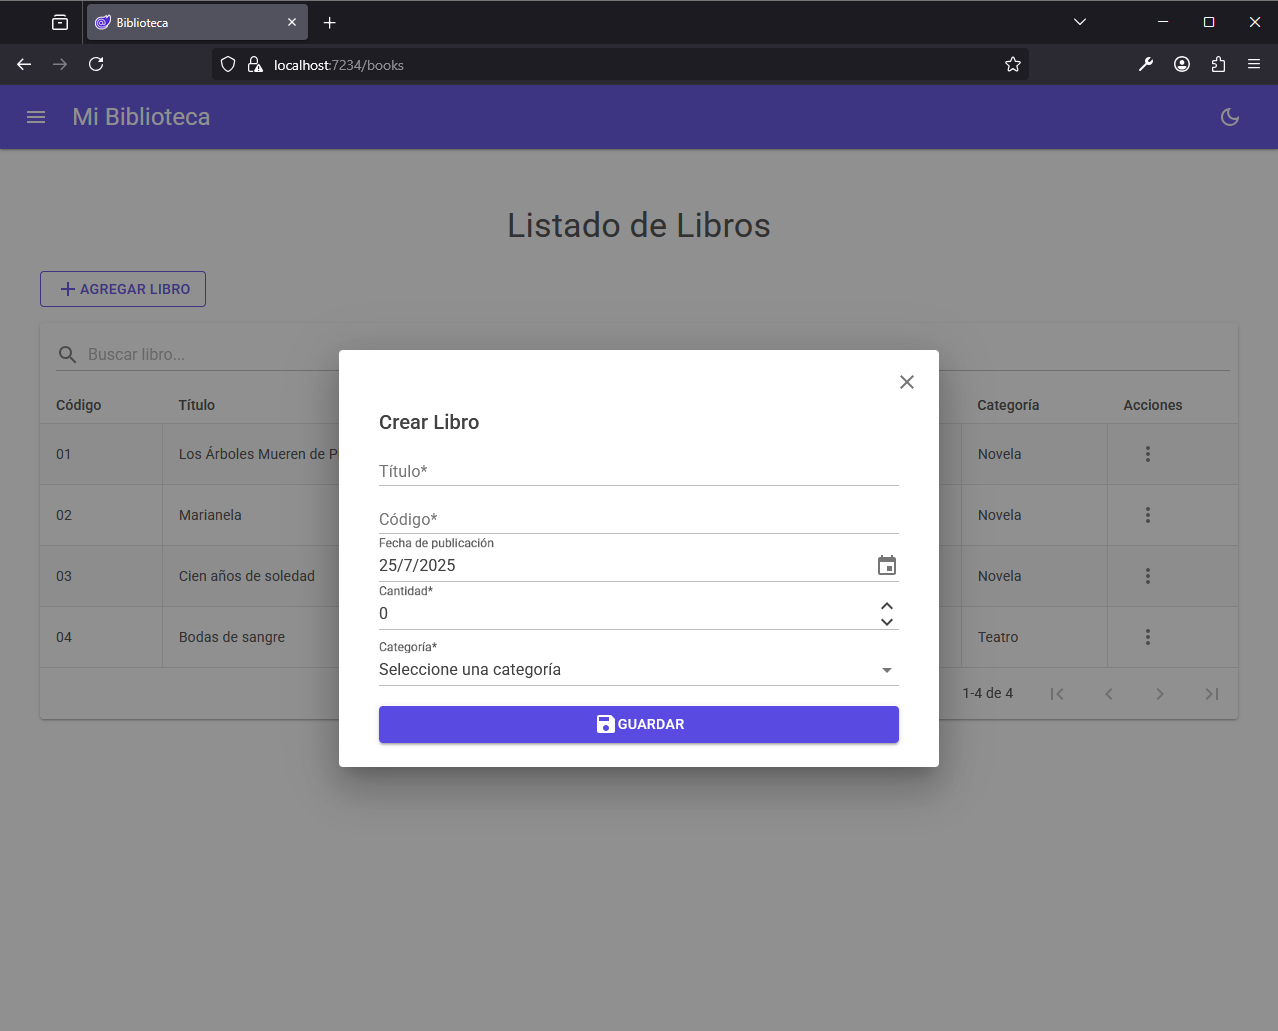 Biblioteca
localhost:7234/books
Mi Biblioteca
Listado de Libros
AGREGAR LIBRO
Buscar libro...
Código Título Categoría Acciones
01 Los Árboles Mueren de Novela
02 Marianela Novela
03 Cien años de soledad Novela
04 Bodas de sangre Teatro
1-4 de 4
Crear Libro
Título*
Código*
Fecha de publicación
25/7/2025
Cantidad*
0
Categoría*
Seleccione una categoría
GUARDAR